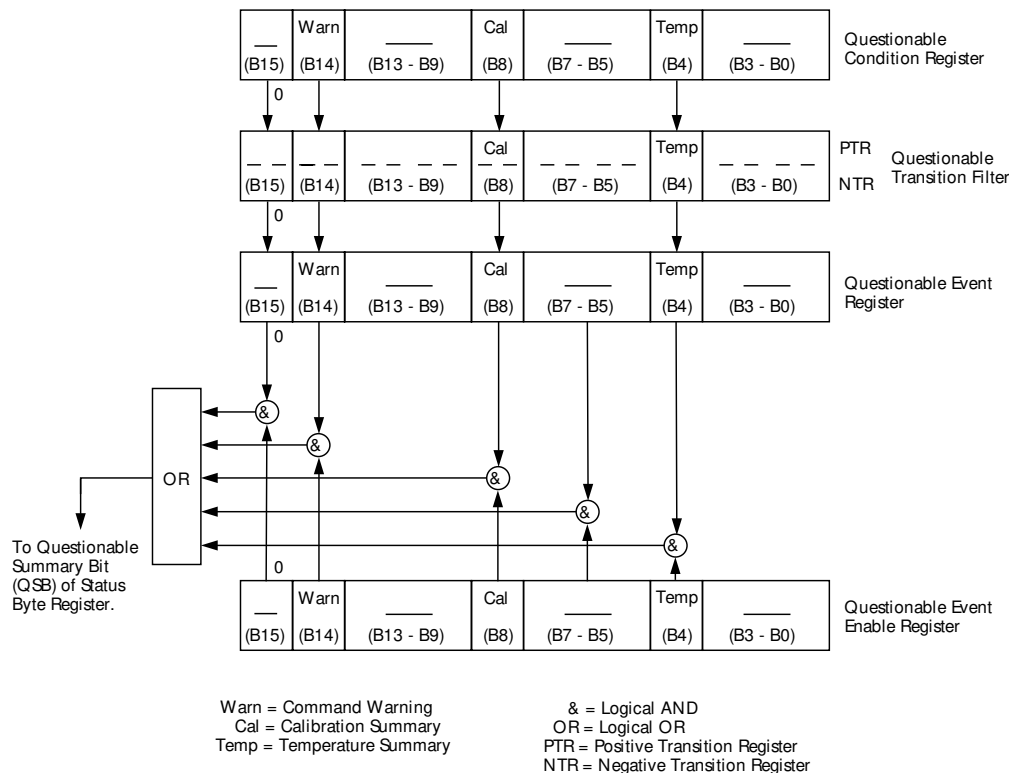 Warn Cal Temp
(B15) (B14) (B13 - B9) (B8) (B7 - B5) (B4) (B3 - B0)
Questionable
Condition Register
0
Cal Temp
(B15) (B14) (B13 - B9) (B8) (B7 - B5) (B4) (B3 - B0)
PTR
NTR
Questionable
Transition Filter
0
Warn Cal Temp
(B15) (B14) (B13 - B9) (B8) (B7 - B5) (B4) (B3 - B0)
Questionable Event
Register
0
&
&
&
&
&
OR
To Questionable
Summary Bit
(QSB) of Status
Byte Register.
0
Warn Cal Temp
(B15) (B14) (B13 - B9) (B8) (B7 - B5) (B4) (B3 - B0)
Questionable Event
Enable Register
Warn = Command Warning
Cal = Calibration Summary
Temp = Temperature Summary
& = Logical AND
OR = Logical OR
PTR = Positive Transition Register
NTR = Negative Transition Register